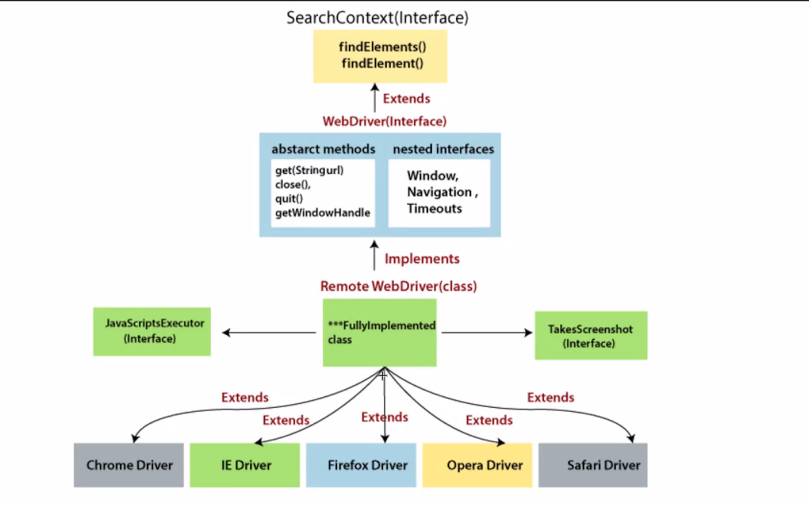 SearchContext(Interface)
findElements()
findElement()
Extends
WebDriver(Interface)
abstarct methods
nested interfaces
get(Stringurl)
close(),
quit()
getWindowHandle
Window,
Navigation ,
Timeouts
Implements
Remote WebDriver(class)
JavaScriptsExecutor
(Interface)
***FullyImplemented
class
TakesScreenshot
(Interface)
Extends
Extends
Extends
Extends
Extends
Chrome Driver
IE Driver
Firefox Driver
Opera Driver
Safari Driver